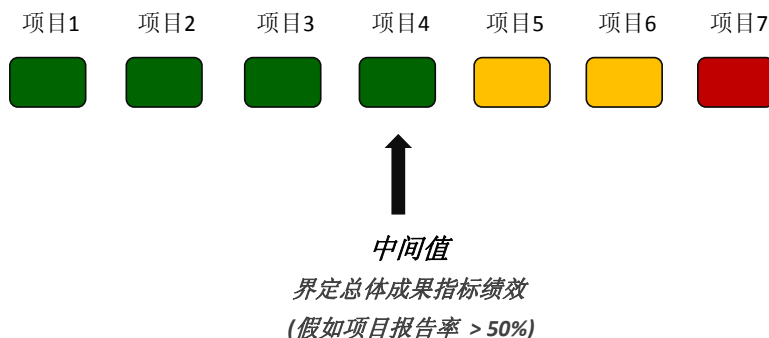 项目1 项目2 项目3 项目4 项目5 项目6 项目7
中间值
界定总体成果指标绩效
(假如项目报告率 > 50%)